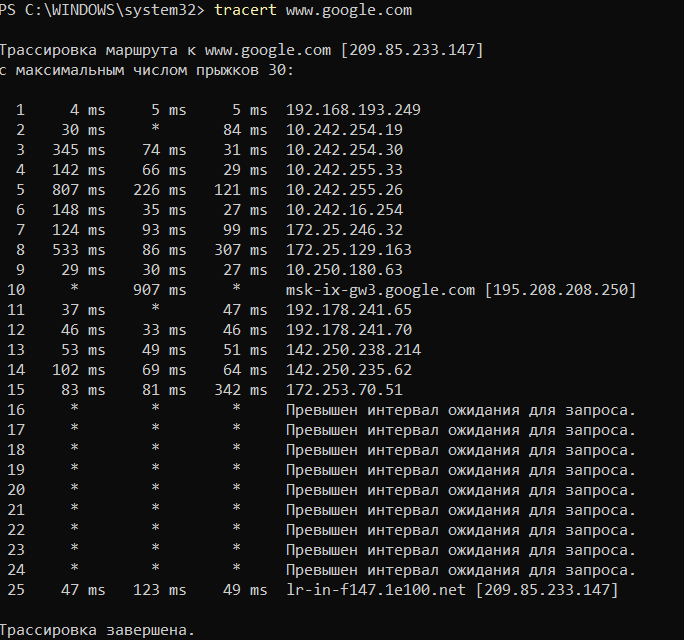 PS C:\WINDOWS\system32> tracert www.google.com
Трассировка маршрута к www.google.com [209.85.233.147]
с максимальным числом прыжков 30:
1 4 ms 5 ms 5 ms 192.168.193.249
2 30 ms * 84 ms 10.242.254.19
3 345 ms 74 ms 31 ms 10.242.254.30
4 142 ms 66 ms 29 ms 10.242.255.33
5 807 ms 226 ms 121 ms 10.242.255.26
6 148 ms 35 ms 27 ms 10.242.16.254
7 124 ms 93 ms 99 ms 172.25.246.32
8 533 ms 86 ms 307 ms 172.25.129.163
9 29 ms 30 ms 27 ms 10.250.180.63
10 * 907 ms * msk-ix-gw3.google.com [195.208.208.250]
11 37 ms * 47 ms 192.178.241.65
12 46 ms 33 ms 46 ms 192.178.241.70
13 53 ms 49 ms 51 ms 142.250.238.214
14 102 ms 69 ms 64 ms 142.250.235.62
15 83 ms 81 ms 342 ms 172.253.70.51
16 * * * Превышен интервал ожидания для запроса.
17 * * * Превышен интервал ожидания для запроса.
18 * * * Превышен интервал ожидания для запроса.
19 * * * Превышен интервал ожидания для запроса.
20 * * * Превышен интервал ожидания для запроса.
21 * * * Превышен интервал ожидания для запроса.
22 * * * Превышен интервал ожидания для запроса.
23 * * * Превышен интервал ожидания для запроса.
24 * * * Превышен интервал ожидания для запроса.
25 47 ms 123 ms 49 ms lr-in-f147.1e100.net [209.85.233.147]
Трассировка завершена.